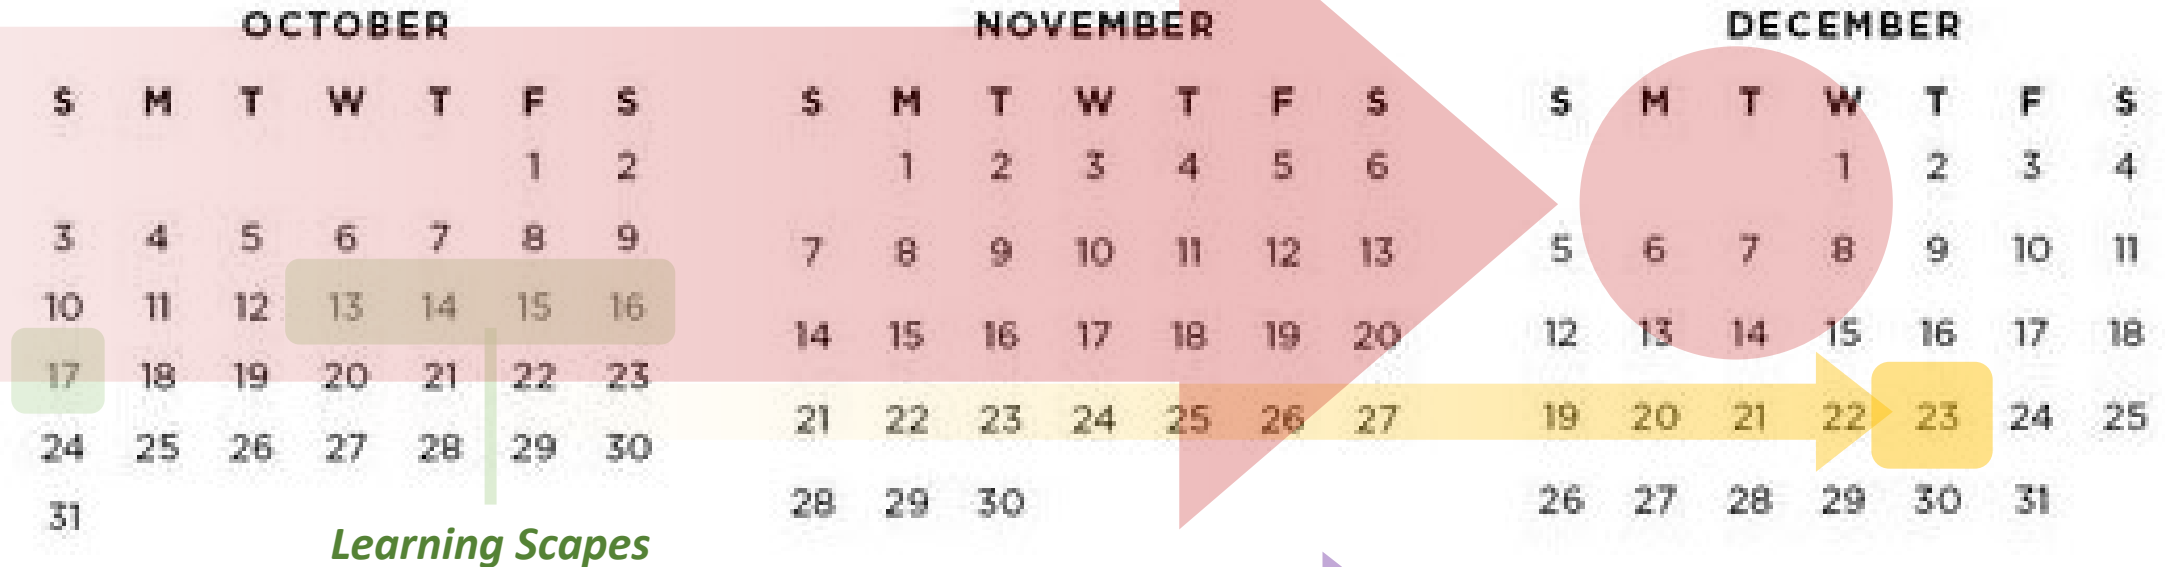 OCTOBER
S M T W T F S
1 2
3 4 5 6 7 8 9
10 11 12 13 14 15 16
17 18 19 20 21 22 23
24 25 26 27 28 29 30
31
Learning Scapes
NOVEMBER
S M T W T F S
1 2 3 4 5 6
7 8 9 10 11 12 13
14 15 16 17 18 19 20
21 22 23 24 25 26 27
28 29 30
DECEMBER
S M T W T F S
1 2 3 4
5 6 7 8 9 10 11
12 13 14 15 16 17 18
19 20 21 22 23 24 25
26 27 28 29 30 31